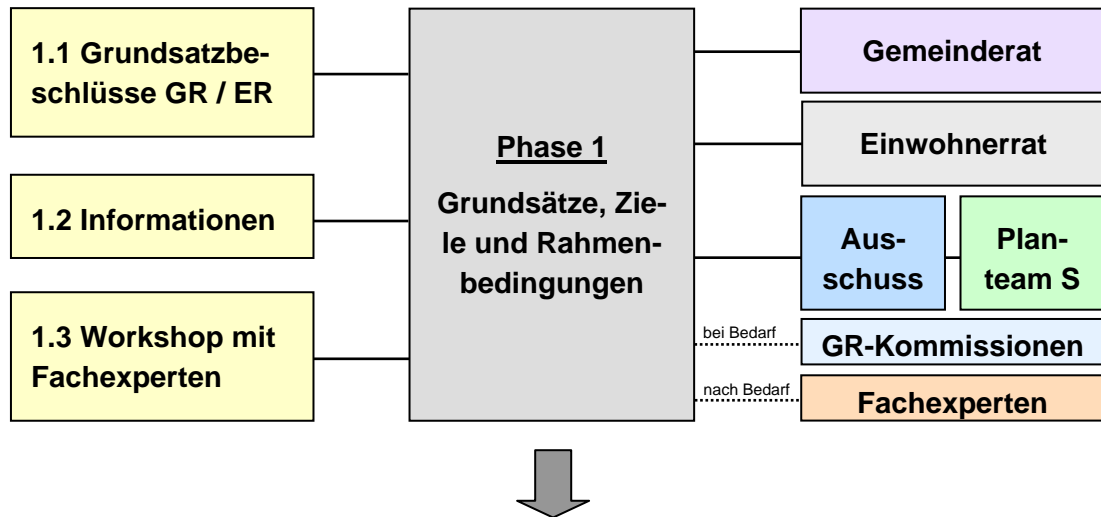 1.1 Grundsatzbe-
schlüsse GR / ER
1.2 Informationen
1.3 Workshop mit
Fachexperten
Phase 1
Grundsätze, Zie-
le und Rahmen-
bedingungen
Gemeinderat
Einwohnerrat
Aus-
schuss
Plan-
team S
bei Bedarf
GR-Kommissionen
nach Bedarf
Fachexperten